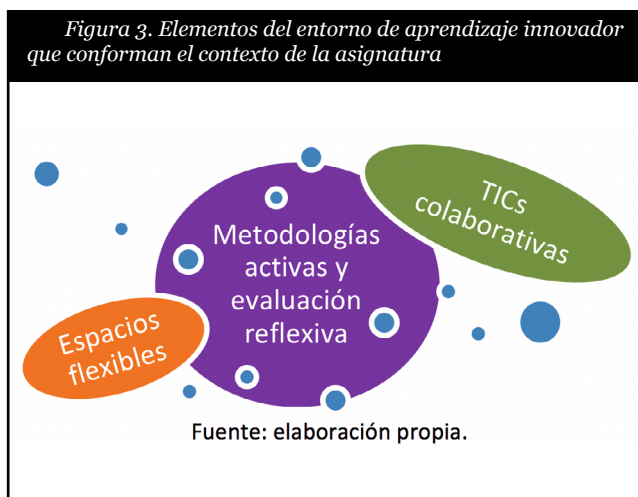 Figura 3. Elementos del entorno de aprendizaje innovador
que conforman el contexto de la asignatura
TICs
colaborativas
Metodologías
activas y
evaluación
reflexiva
Espacios
flexibles
Fuente: elaboración propia.